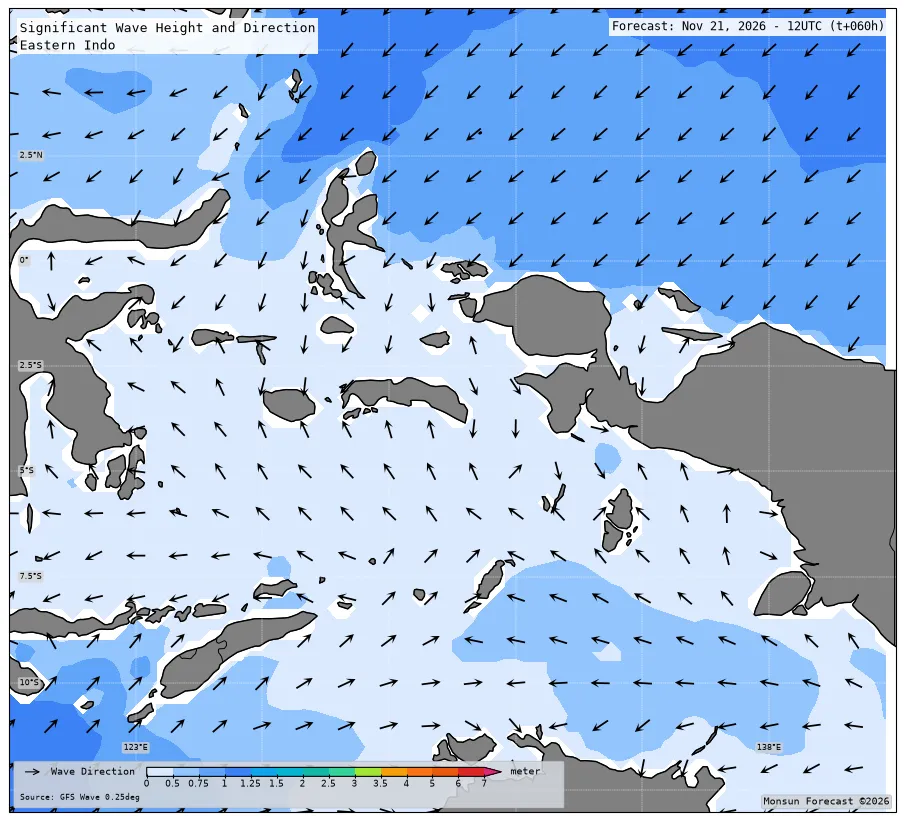 Significant Wave Height and Direction
Eastern Indo
Forecast: Nov 21, 2026 - 12UTC (t+060h)
2.5°N
0°
2.5°S
5°S
7.5°S
10°S
123°E
138°E
Wave Direction
0 0.5 0.75 1 1.25 1.5 2 2.5 3 3.5 4 5 6 7
meter
Source: GFS Wave 0.25deg
Monsun Forecast ©2026